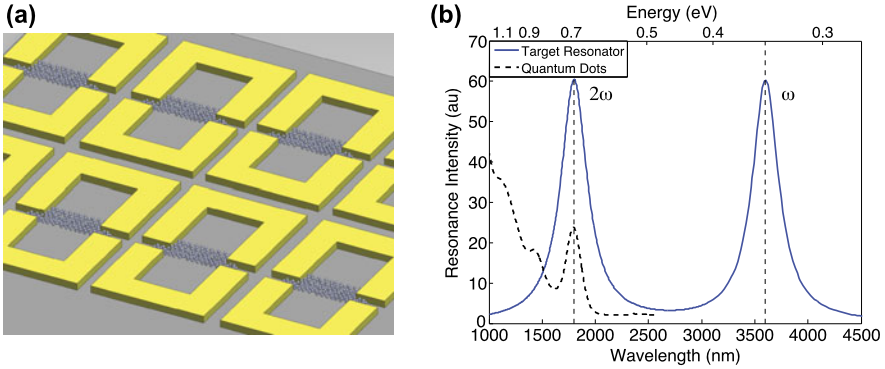 (a)
(b)
Energy (eV)
1.1 0.9 0.7 0.5 0.4 0.3
Target Resonator
Quantum Dots
2ω
ω
Resonance Intensity (au)
70
60
50
40
30
20
10
0
1000 1500 2000 2500 3000 3500 4000 4500
Wavelength (nm)